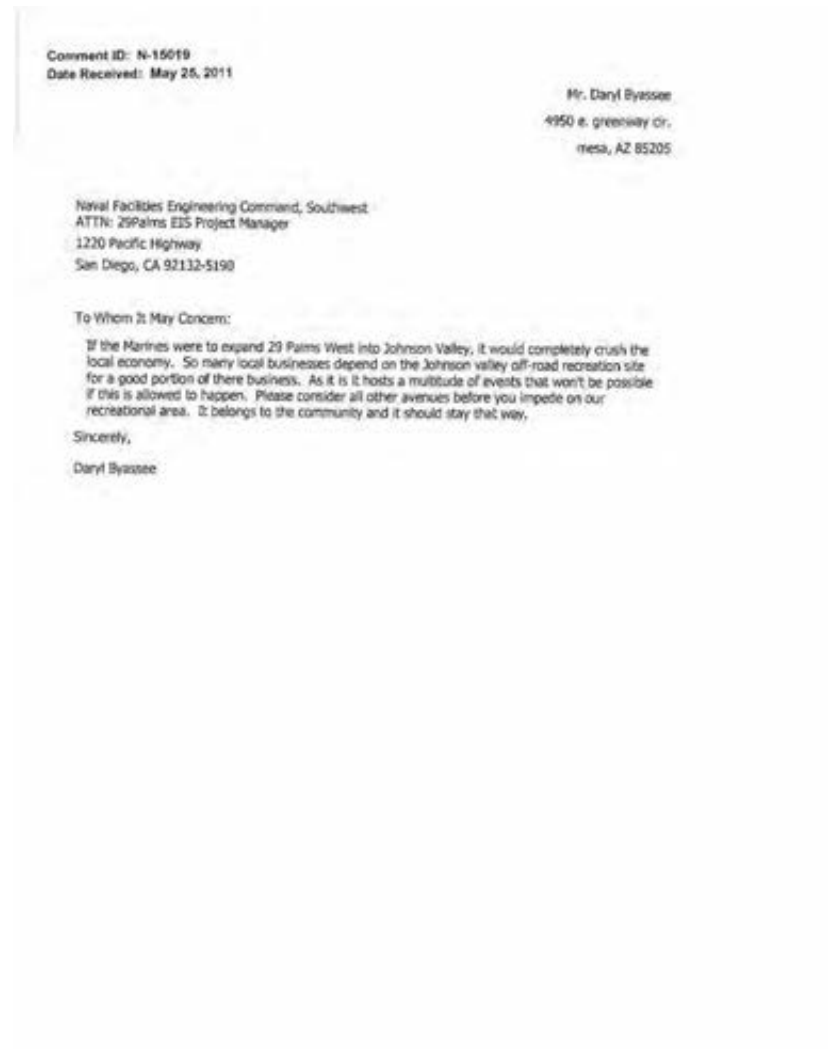 Comment ID: N-15019
Date Received: May 25, 2011
Mr. Daryl Byassee
4950 e. greenway cir.
mesa, AZ 85205
Naval Facilities Engineering Command, Southwest
ATTN: 29Palms EIS Project Manager
1220 Pacific Highway
San Diego, CA 92132-5190
To Whom It May Concern:
If the Marines were to expand 29 Palms West into Johnson Valley, it would completely crush the
local economy. So many local businesses depend on the Johnson valley off-road recreation site
for a good portion of there business. As it is it hosts a multitude of events that won't be possible
if this is allowed to happen. Please consider all other avenues before you impede on our
recreational area. It belongs to the community and it should stay that way.
Sincerely,
Daryl Byassee